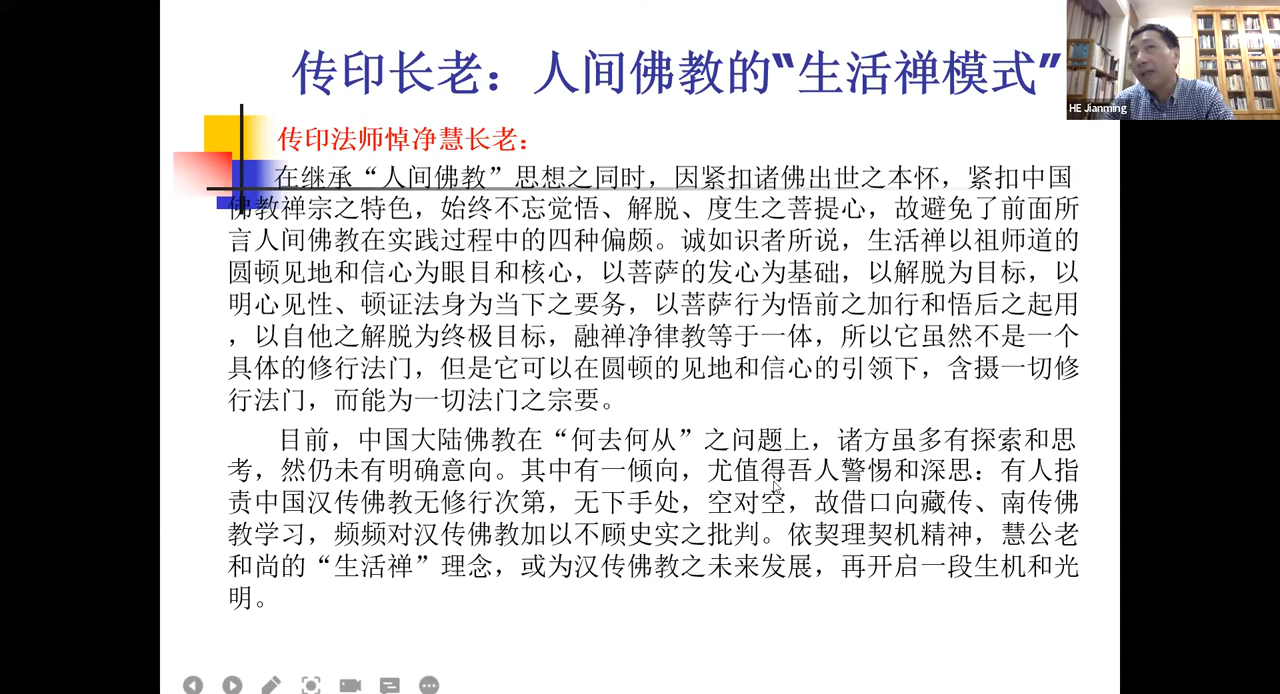 传印长老：人间佛教的“生活禅模式”
HE Jianming
传印法师悼净慧长老：
在继承“人间佛教”思想之同时，因紧扣诸佛出世之本怀，紧扣中国
佛教禅宗之特色，始终不忘觉悟、解脱、度生之菩提心，故避免了前面所
言人间佛教在实践过程中的四种偏颇。诚如识者所说，生活禅以祖师道的
圆顿见地和信心为眼目和核心，以菩萨的发心为基础，以解脱为目标，以
明心见性、顿证法身为当下之要务，以菩萨行为悟前之加行和悟后之起用
，以自他之解脱为终极目标，融禅净律教等于一体，所以它虽然不是一个
具体的修行法门，但是它可以在圆顿的见地和信心的引领下，含摄一切修
行法门，而能为一切法门之宗要。
目前，中国大陆佛教在“何去何从”之问题上，诸方虽多有探索和思
考，然仍未有明确意向。其中有一倾向，尤值得吾人警惕和深思：有人指
责中国汉传佛教无修行次第，无下手处，空对空，故借口向藏传、南传佛
教学习，频频对汉传佛教加以不顾史实之批判。依契理契机精神，慧公老
和尚的“生活禅”理念，或为汉传佛教之未来发展，再开启一段生机和光
明。